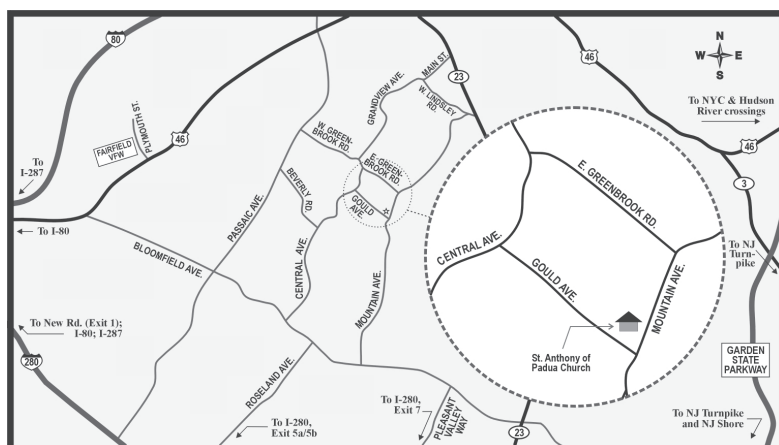 80
N
W E
S
46
23
MAIN ST.
GRANDVIEW AVE.
W. LINDSLEY
RD.
To NYC & Hudson
River crossings
46
3
PLYMOUTH ST.
FAIRFIELD
VFW
46
W. GREEN-
BROOK RD.
E. GREEN-
BROOK RD.
To
I-287
BEVERLY RD
GOULD
AVE.
E. GREENBROOK RD.
PASSAIC AVE.
To I-80
BLOOMFIELD AVE.
CENTRAL AVE.
MOUNTAIN AVE.
CENTRAL AVE.
GOULD AVE.
MOUNTAIN AVE.
To NJ
Turn-
pike
To New Rd. (Exit 1);
I-80; I-287
280
St. Anthony of
Padua Church
GARDEN
STATE
PARKWAY
ROSELAND AVE.
To I-280,
Exit 5a/5b
To I-280,
Exit 7
PLEASANT
VALLEY
WAY
23
To NJ Turnpike
and NJ Shore